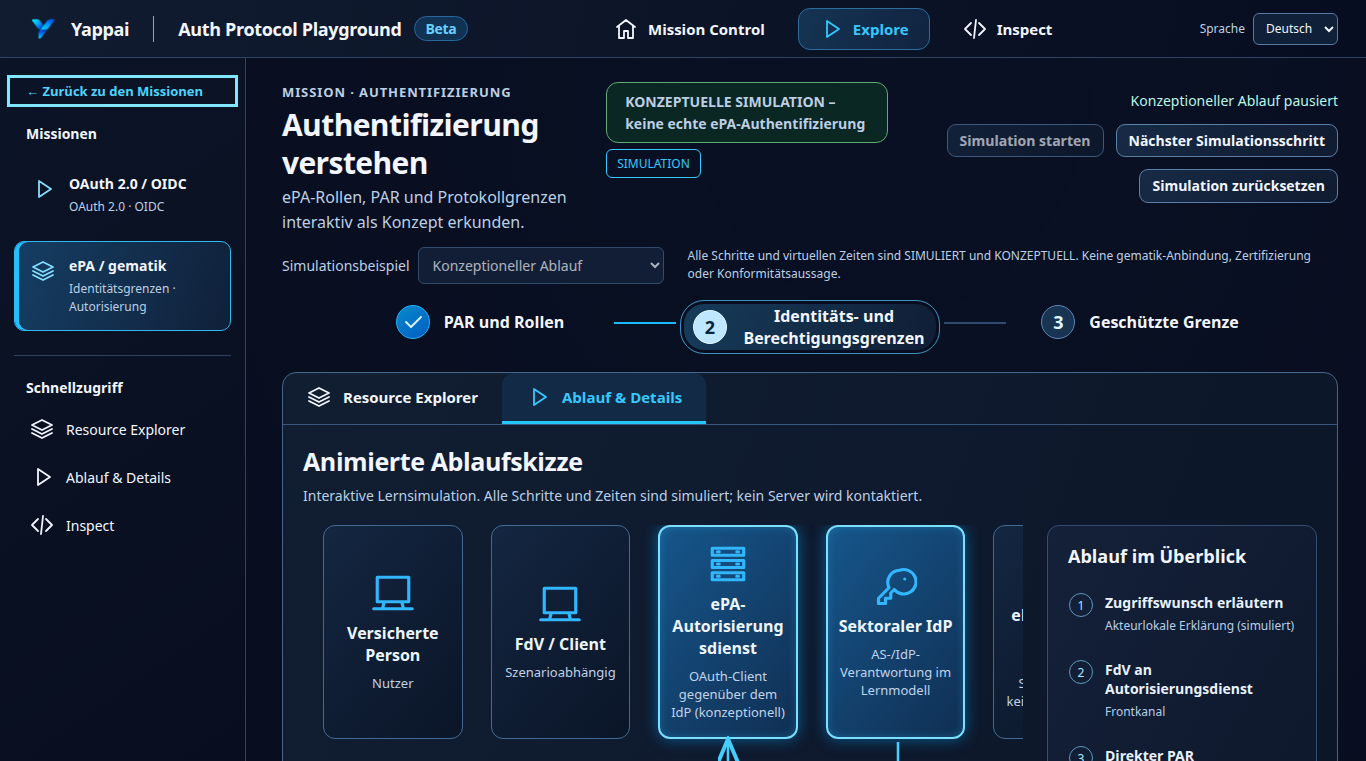 Yappai
Auth Protocol Playground
Beta
Mission Control
Explore
Inspect
Sprache
Deutsch
← Zurück zu den Missionen
Missionen
OAuth 2.0 / OIDC
OAuth 2.0 · OIDC
ePA / gematik
Identitätsgrenzen ·
Autorisierung
Schnellzugriff
Resource Explorer
Ablauf & Details
Inspect
MISSION · AUTHENTIFIZIERUNG
Authentifizierung
verstehen
ePA-Rollen, PAR und Protokollgrenzen
interaktiv als Konzept erkunden.
KONZEPTUELLE SIMULATION –
keine echte ePA-Authentifizierung
SIMULATION
Konzeptioneller Ablauf pausiert
Simulation starten
Nächster Simulationsschritt
Simulation zurücksetzen
Simulationsbeispiel
Konzeptioneller Ablauf
Alle Schritte und virtuellen Zeiten sind SIMULIERT und KONZEPTUELL. Keine gematik-Anbindung, Zertifizierung
oder Konformitätsaussage.
PAR und Rollen
2
Identitäts- und
Berechtigungsgrenzen
3
Geschützte Grenze
Resource Explorer
Ablauf & Details
Animierte Ablaufskizze
Interaktive Lernsimulation. Alle Schritte und Zeiten sind simuliert; kein Server wird kontaktiert.
Versicherte
Person
Nutzer
FdV / Client
Szenarioabhängig
ePA-
Autorisierung
sdienst
OAuth-Client
gegenüber dem
IdP (konzeptionell)
Sektoraler IdP
AS-/IdP-
Verantwortung im
Lernmodell
Ablauf im Überblick
1
Zugriffswunsch erläutern
Akteurlokale Erklärung (simuliert)
2
FdV an
Autorisierungsdienst
Frontkanal
3
Direkter PAR